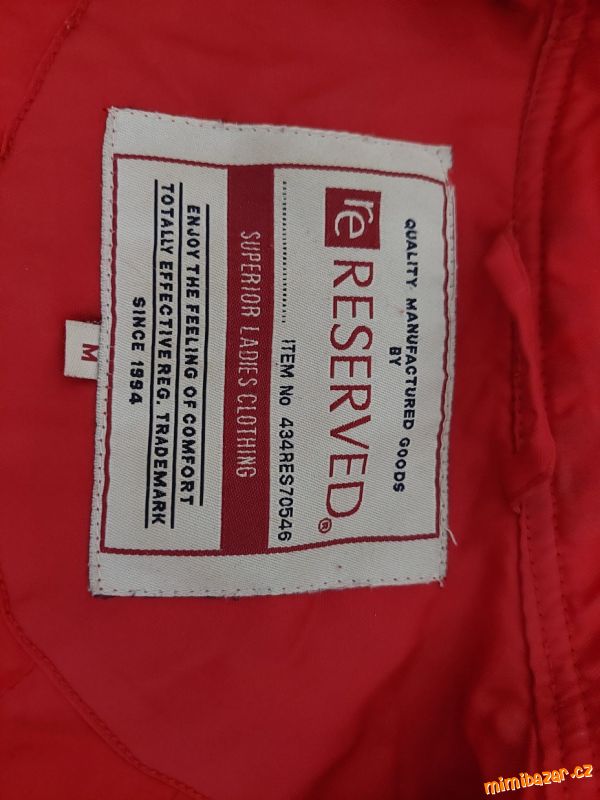 QUALITY MANUFACTURED GOODS
BY
re RESERVED®
ITEM No 434RES70546
SUPERIOR LADIES CLOTHING
ENJOY THE FEELING OF COMFORT
TOTALLY EFFECTIVE REG. TRADEMARK
SINCE 1994
M
mimibazar.cz